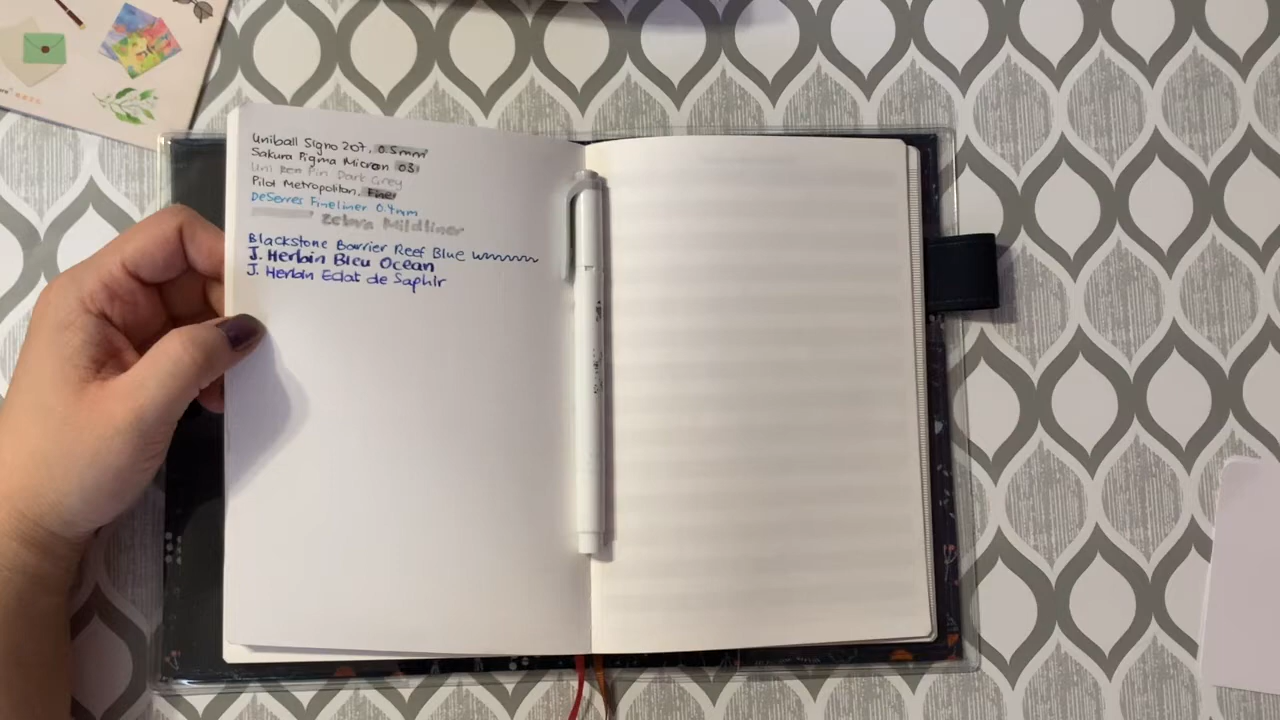 Uniball Signo 207, 0.5mm
Sakura Pigma Micron 03
Uni Pin Dark Grey
Pilot Metropolitan, Fine
DeSerres Fineliner 0.4mm
Zebra Mildliner
Blackstone Barrier Reef Blue
J. Herbin Bleu Ocean
J. Herbin Eclat de Saphir